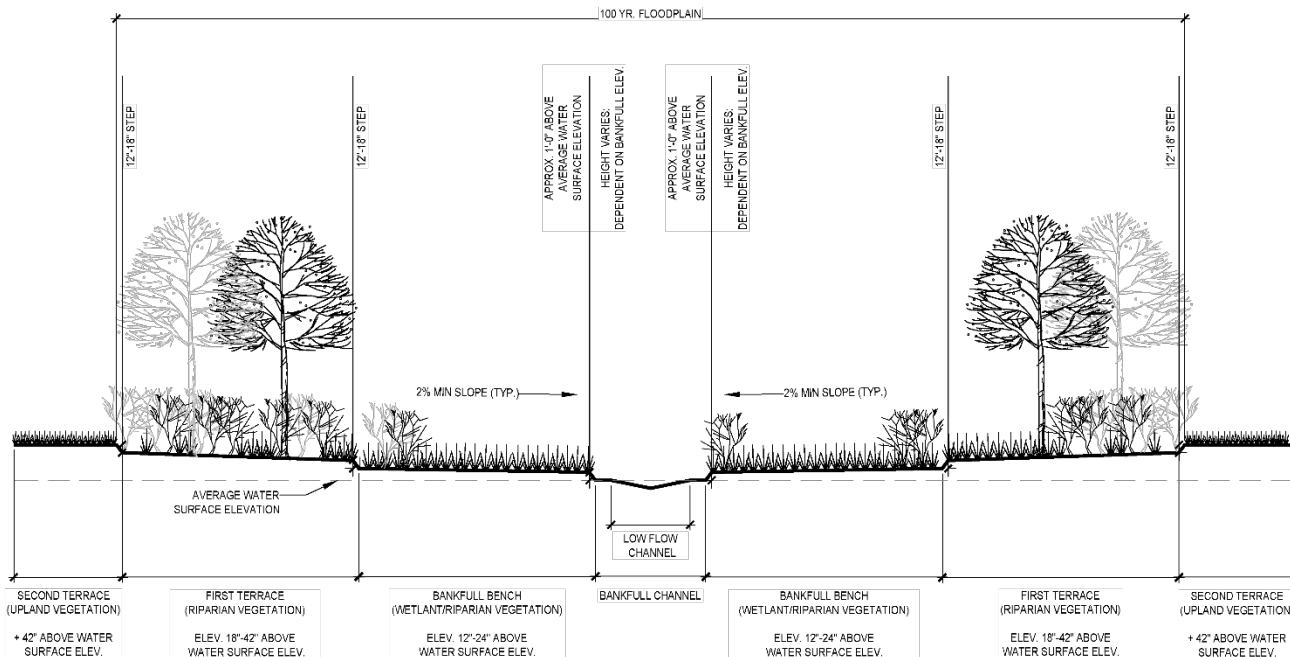 100 YR. FLOODPLAIN
12"-18" STEP
12"-18" STEP
APPROX. 1'-0" ABOVE
AVERAGE WATER
SURFACE ELEVATION
HEIGHT VARIES:
DEPENDENT ON BANKFULL ELEV.
APPROX. 1'-0" ABOVE
AVERAGE WATER
SURFACE ELEVATION
HEIGHT VARIES:
DEPENDENT ON BANKFULL ELEV.
12"-18" STEP
12"-18" STEP
2% MIN SLOPE (TYP.)
2% MIN SLOPE (TYP.)
AVERAGE WATER
SURFACE ELEVATION
LOW FLOW
CHANNEL
SECOND TERRACE
(UPLAND VEGETATION)
+ 42" ABOVE WATER
SURFACE ELEV.
FIRST TERRACE
(RIPARIAN VEGETATION)
ELEV. 18"-42" ABOVE
WATER SURFACE ELEV.
BANKFULL BENCH
(WETLANT/RIPARIAN VEGETATION)
ELEV. 12"-24" ABOVE
WATER SURFACE ELEV.
BANKFULL CHANNEL
BANKFULL BENCH
(WETLANT/RIPARIAN VEGETATION)
ELEV. 12"-24" ABOVE
WATER SURFACE ELEV.
FIRST TERRACE
(RIPARIAN VEGETATION)
ELEV. 18"-42" ABOVE
WATER SURFACE ELEV.
SECOND TERRACE
(UPLAND VEGETATION)
+ 42" ABOVE WATER
SURFACE ELEV.